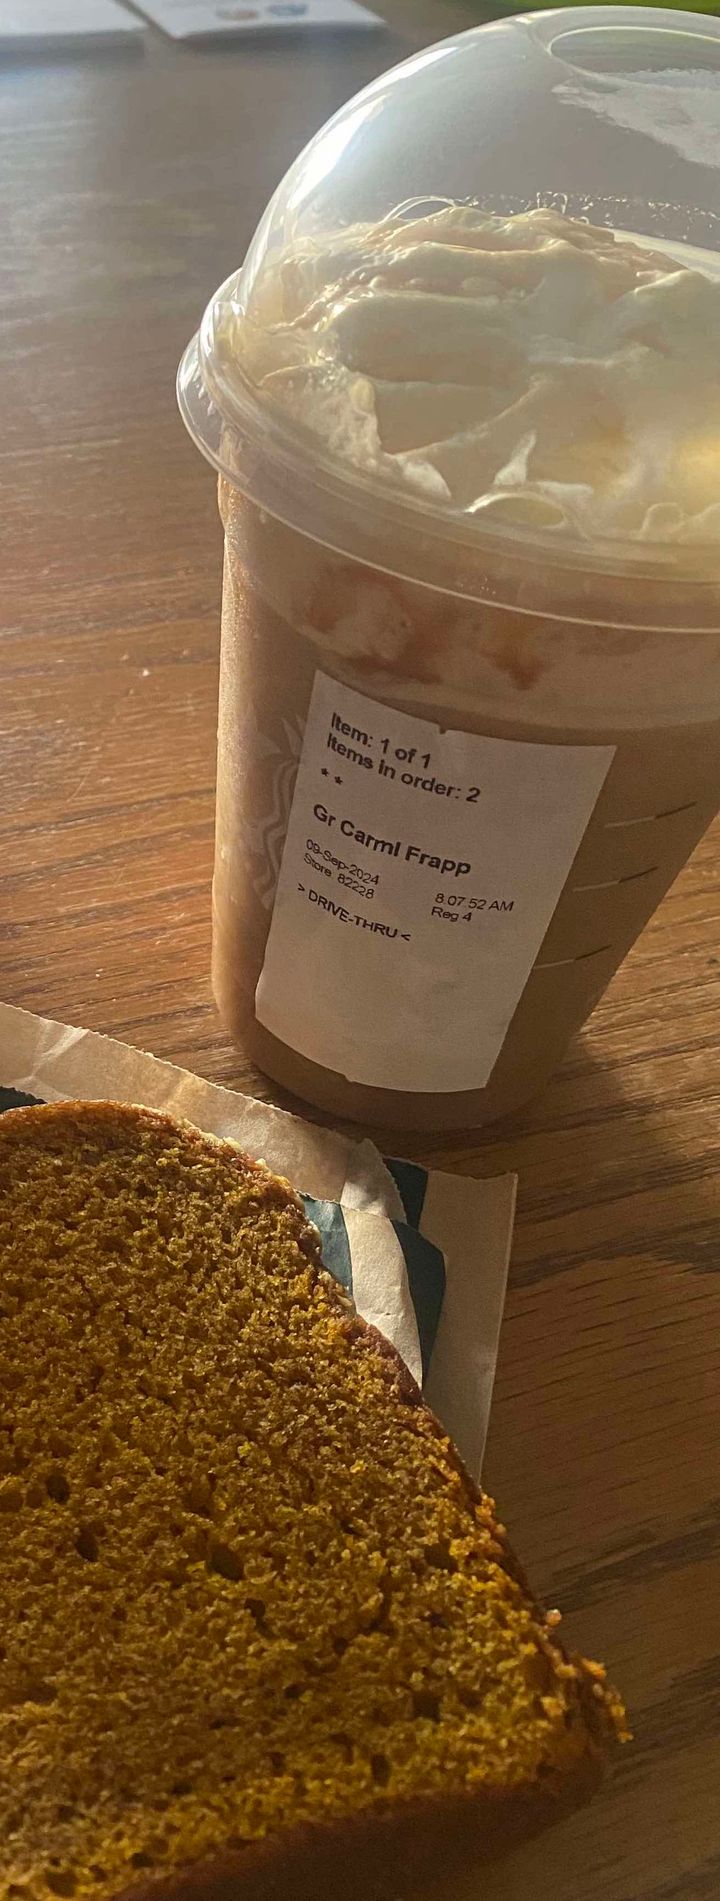 Item: 1 of 1
Items in order: 2
* *
Gr Carml Frapp
09-Sep-2024 8:07:52 AM
Store 82228 Reg 4
> DRIVE-THRU <